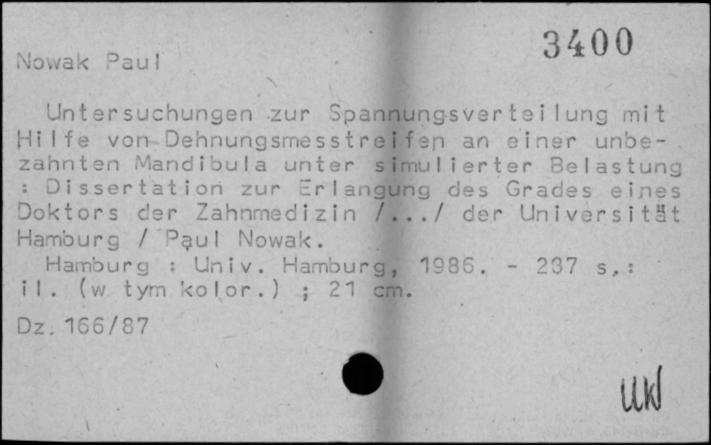 3400
Nowak Paul
Untersuchungen zur Spannungsverteilung mit
Hilfe von Dehnungsmesstreifen an einer unbe-
zahnten Mandibula unter simulierter Belastung
: Dissertation zur Erlangung des Grades eines
Doktors der Zahnmedizin /.../ der Universität
Hamburg / Paul Nowak.
Hamburg : Univ. Hamburg, 1986. - 237 s.:
il. (w tym kolor.) ; 21 cm.
Dz. 166/87
UW